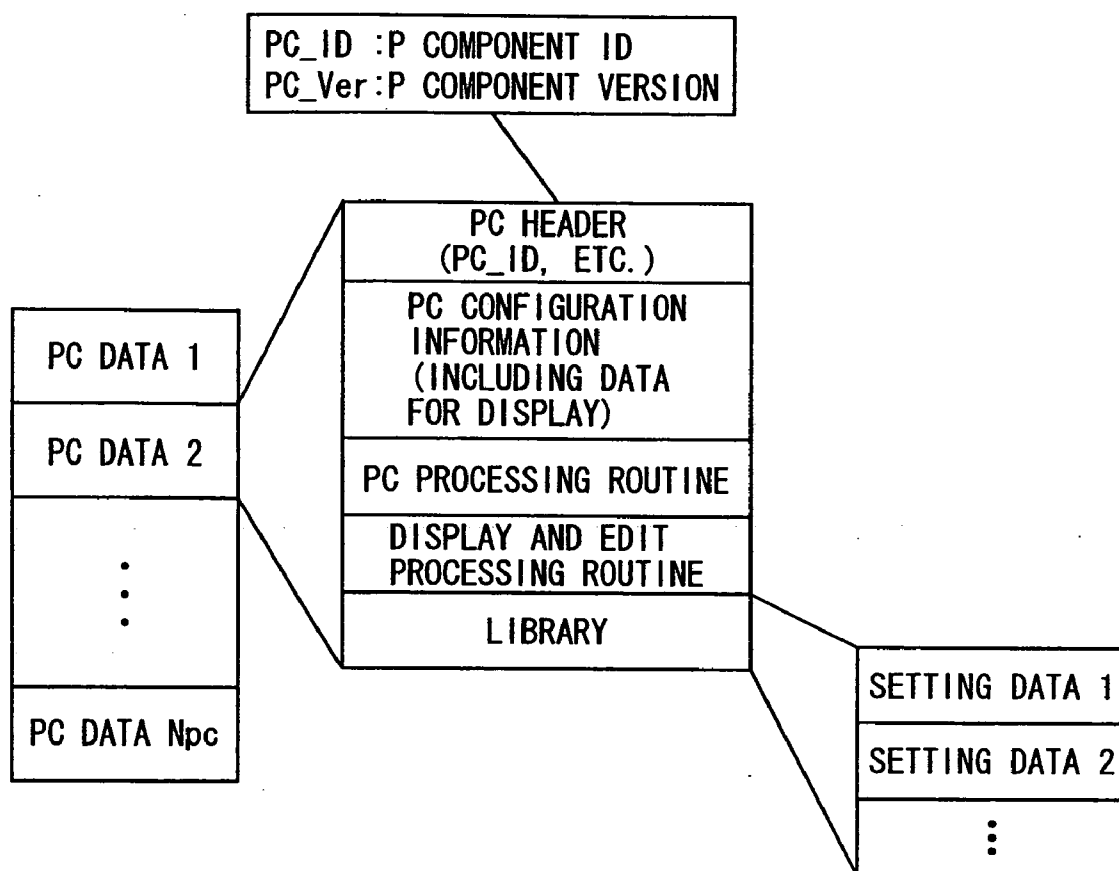 PC_ID :P COMPONENT ID
PC_Ver:P COMPONENT VERSION
PC HEADER
(PC_ID, ETC.)
PC CONFIGURATION
INFORMATION
(INCLUDING DATA
FOR DISPLAY)
PC PROCESSING ROUTINE
DISPLAY AND EDIT
PROCESSING ROUTINE
LIBRARY
PC DATA 1
PC DATA 2
PC DATA Npc
SETTING DATA 1
SETTING DATA 2